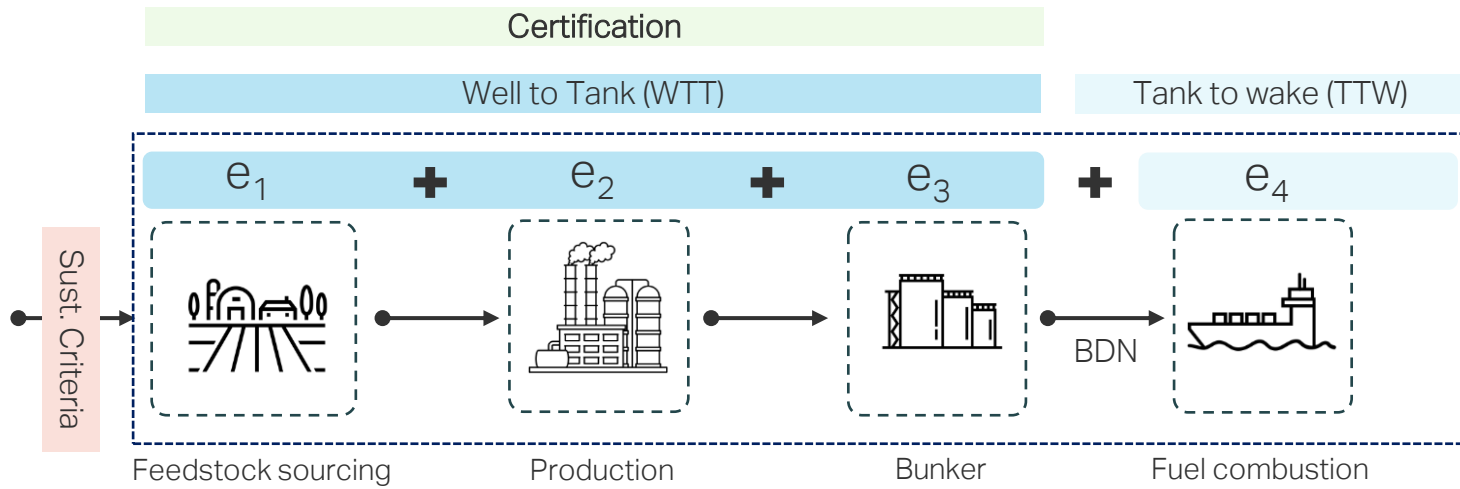 Certification
Well to Tank (WTT)
Tank to wake (TTW)
e₁ + e₂ + e₃ + e₄
Sust. Criteria
BDN
Feedstock sourcing
Production
Bunker
Fuel combustion